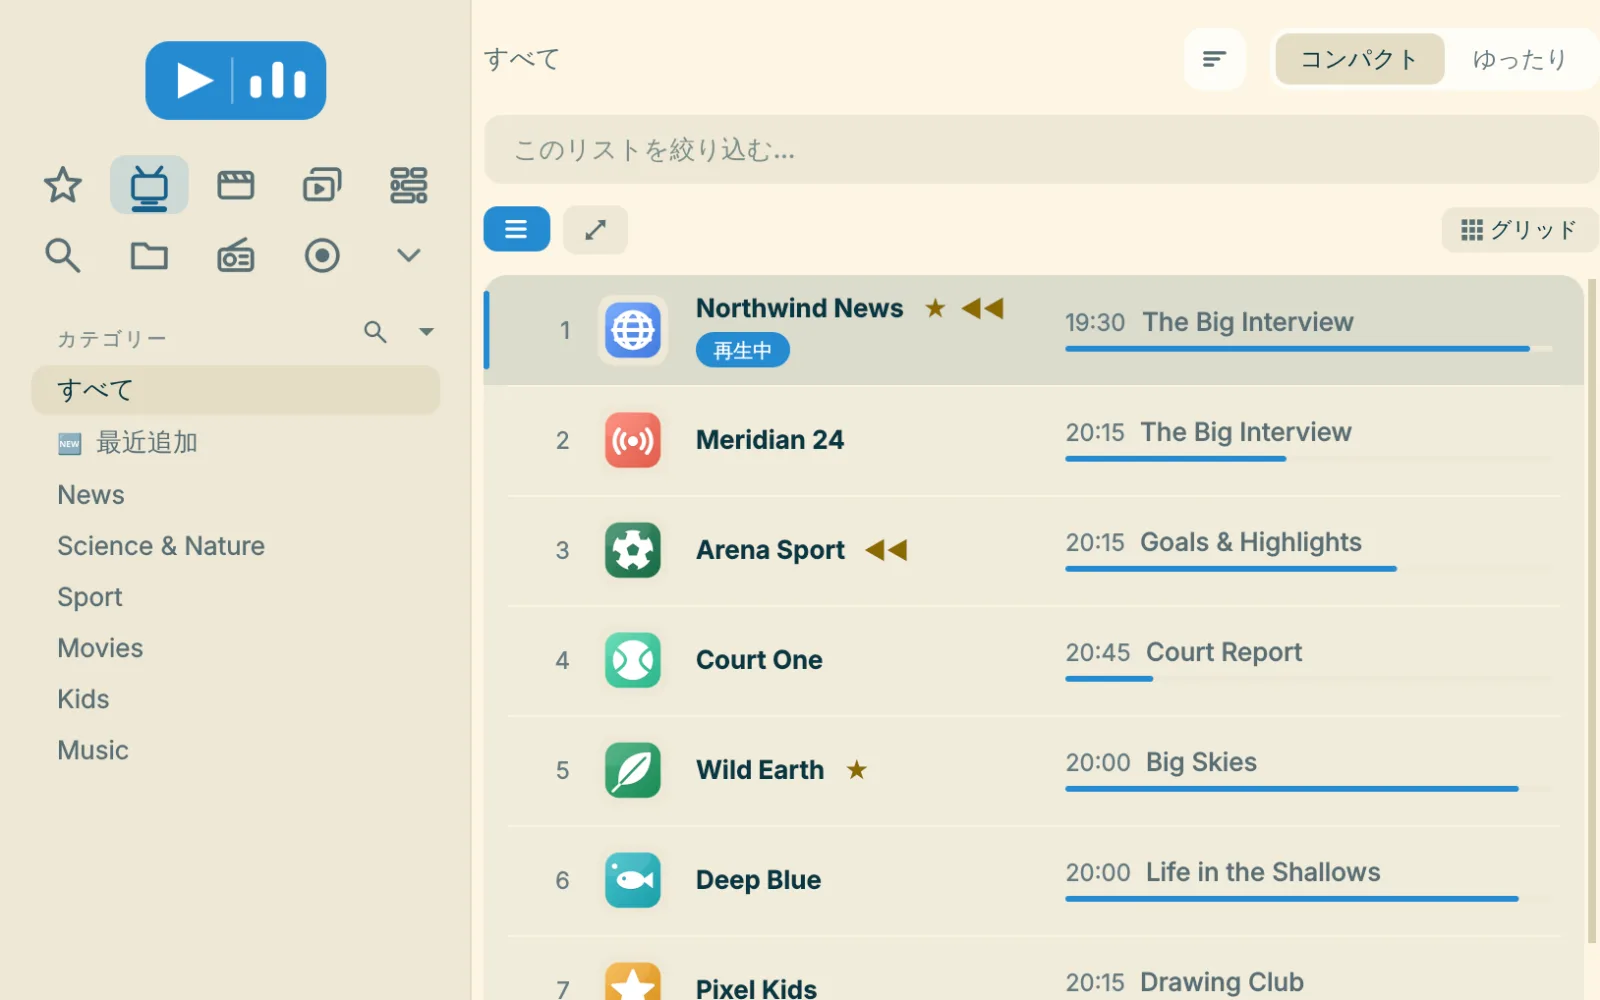 すべて
コンパクト
ゆったり
このリストを絞り込む...
グリッド
カテゴリー
すべて
NEW 最近追加
News
Science & Nature
Sport
Movies
Kids
Music
1 Northwind News ★ 19:30 The Big Interview
再生中
2 Meridian 24 20:15 The Big Interview
3 Arena Sport 20:15 Goals & Highlights
4 Court One 20:45 Court Report
5 Wild Earth ★ 20:00 Big Skies
6 Deep Blue 20:00 Life in the Shallows
7 Pixel Kids 20:15 Drawing Club